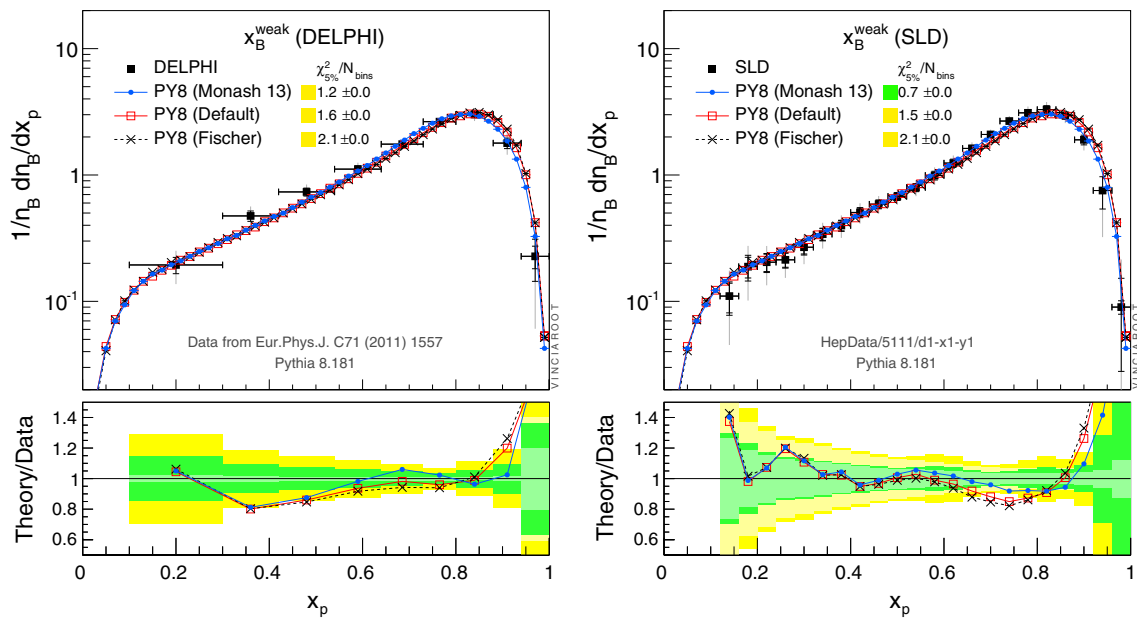 x_B^weak (DELPHI)
DELPHI
χ²_5%/N_bins
PY8 (Monash 13)
1.2 ±0.0
PY8 (Default)
1.6 ±0.0
PY8 (Fischer)
2.1 ±0.0
1/n_B dn_B/dx_p
10
1
10⁻¹
Data from Eur.Phys.J. C71 (2011) 1557
Pythia 8.181
VINCIAROOT
Theory/Data
1.4
1.2
1
0.8
0.6
0 0.2 0.4 0.6 0.8 1
x_p
x_B^weak (SLD)
SLD
χ²_5%/N_bins
PY8 (Monash 13)
0.7 ±0.0
PY8 (Default)
1.5 ±0.0
PY8 (Fischer)
2.1 ±0.0
1/n_B dn_B/dx_p
10
1
10⁻¹
HepData/5111/d1-x1-y1
Pythia 8.181
VINCIAROOT
Theory/Data
1.4
1.2
1
0.8
0.6
0 0.2 0.4 0.6 0.8 1
x_p